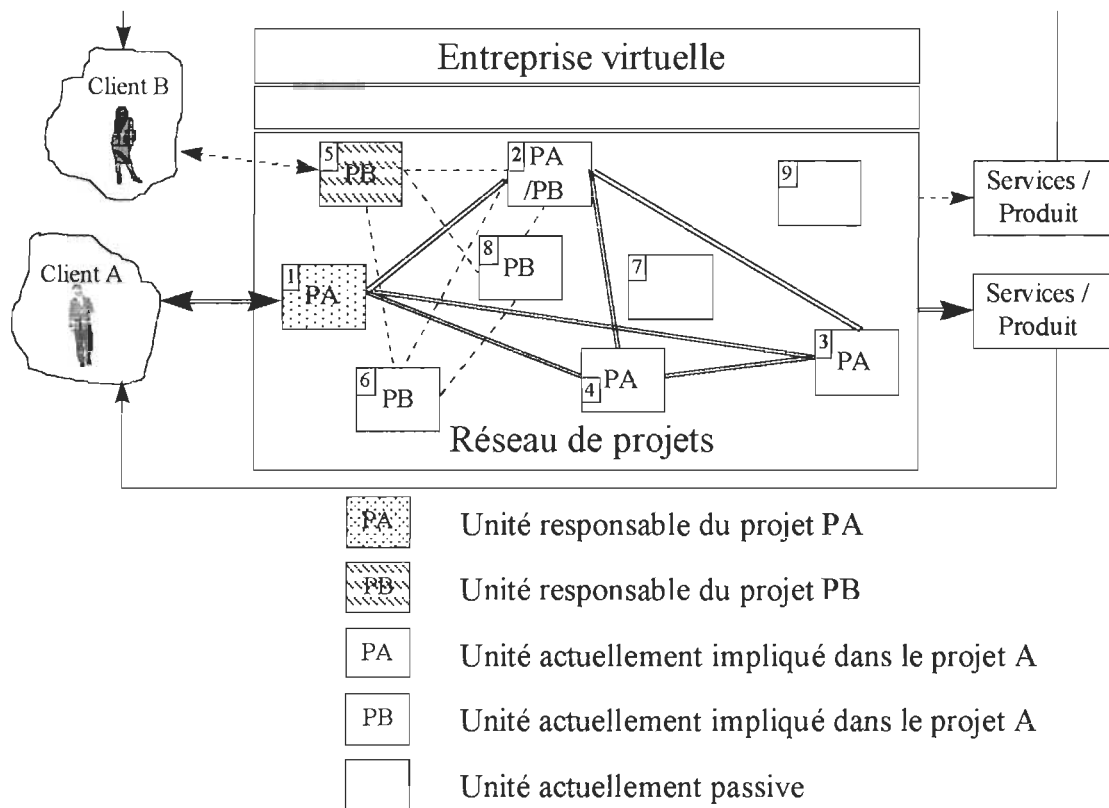 Entreprise virtuelle
Client B
5
PB
2
PA
/PB
9
Services /
Produit
8
PB
7
Client A
1
PA
Services /
Produit
3
PA
6
PB
4
PA
Réseau de projets
PA Unité responsable du projet PA
PB Unité responsable du projet PB
PA Unité actuellement impliqué dans le projet A
PB Unité actuellement impliqué dans le projet A
Unité actuellement passive